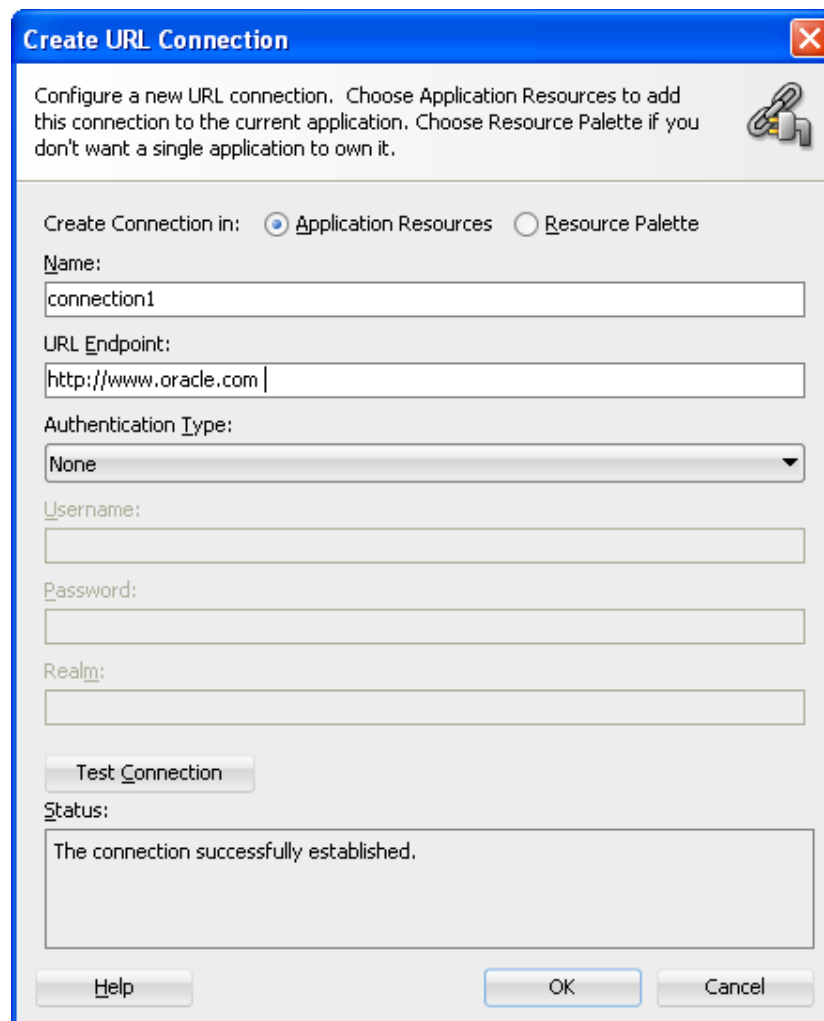 Create URL Connection
Configure a new URL connection. Choose Application Resources to add
this connection to the current application. Choose Resource Palette if you
don't want a single application to own it.
Create Connection in: Application Resources Resource Palette
Name:
connection1
URL Endpoint:
http://www.oracle.com
Authentication Type:
None
Username:
Password:
Realm:
Test Connection
Status:
The connection successfully established.
Help OK Cancel